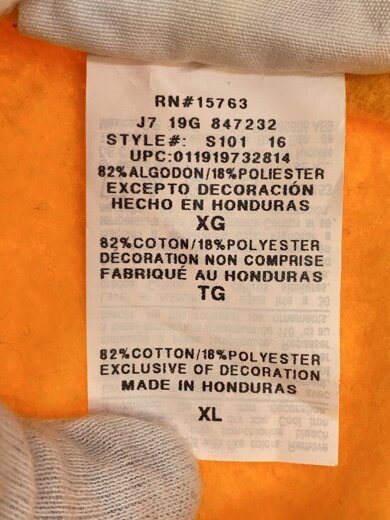 RN#15763
J7 19G 847232
STYLE#: S101 16
UPC:011919732814
82%ALGODON/18%POLIESTER
EXCEPTO DECORACIÓN
HECHO EN HONDURAS
XG
82%COTON/18%POLYESTER
DÉCORATION NON COMPRISE
FABRIQUÉ AU HONDURAS
TG
82%COTTON/18%POLYESTER
EXCLUSIVE OF DECORATION
MADE IN HONDURAS
XL